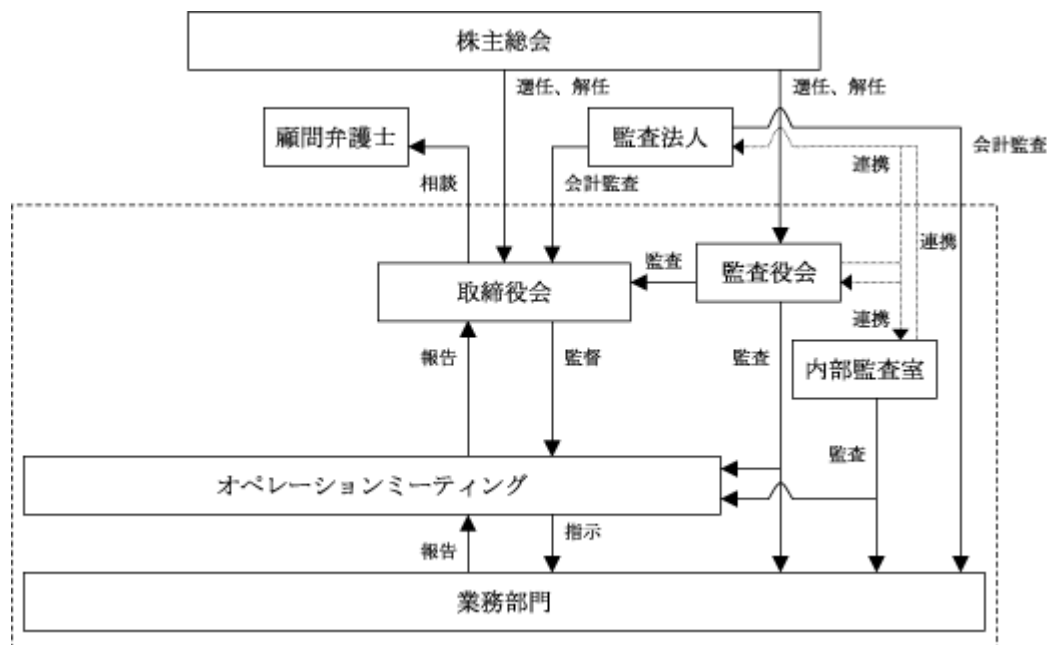 株主総会
選任、解任
選任、解任
顧問弁護士
監査法人
会計監査
連携
相談
会計監査
連携
監査
監査役会
取締役会
連携
報告
監督
監査
内部監査室
監査
オペレーションミーティング
指示
報告
業務部門